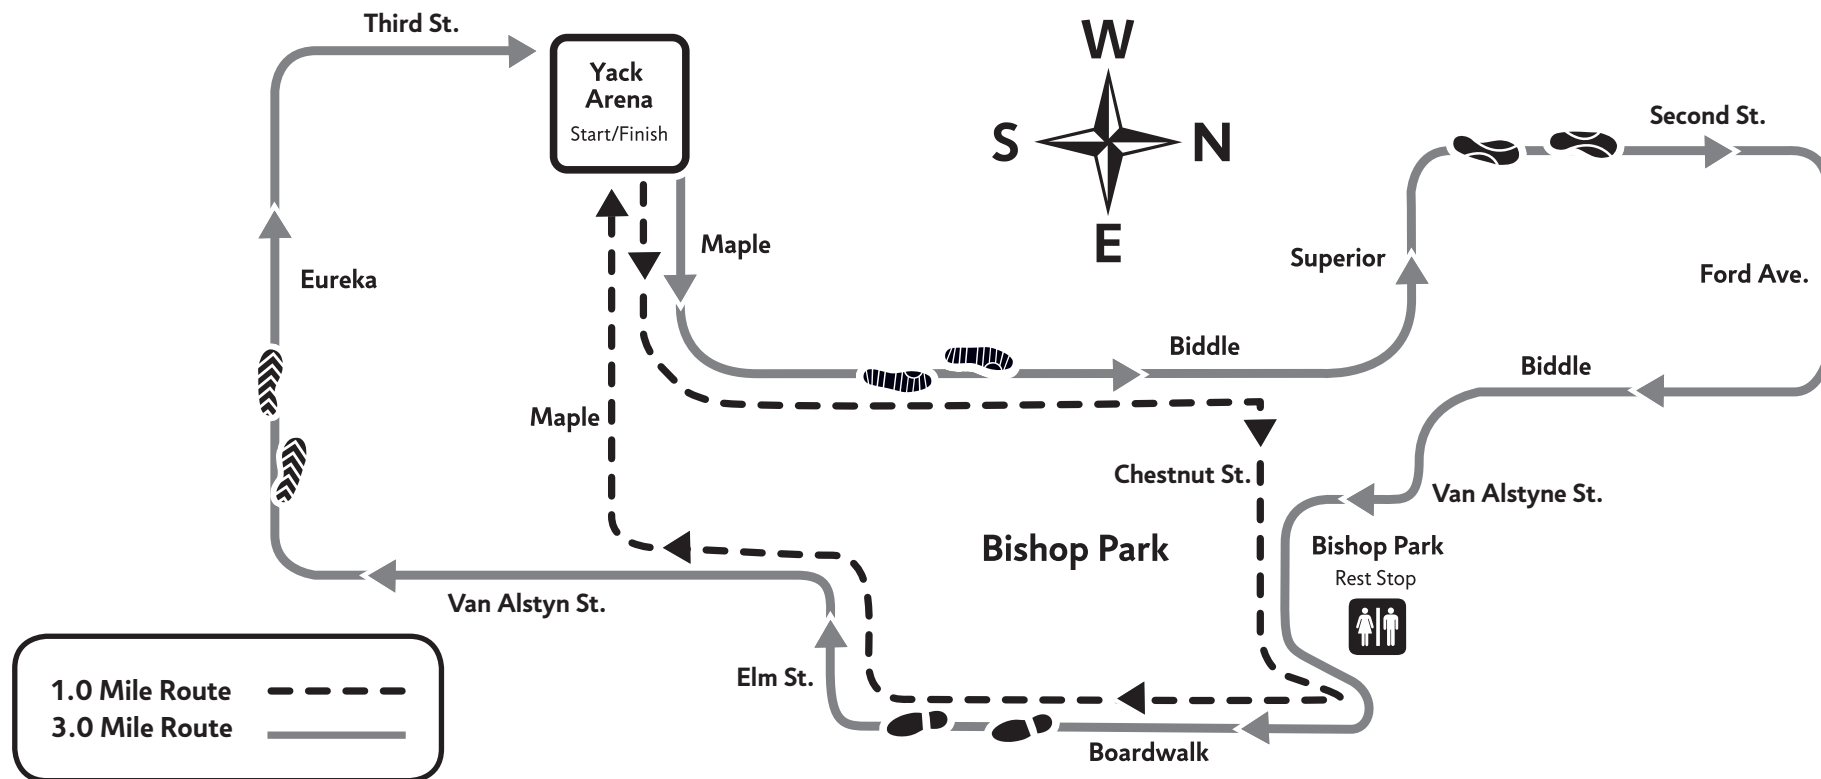 Third St.
Yack
Arena
Start/Finish
W
S
N
E
Second St.
Maple
Eureka
Superior
Ford Ave.
Biddle
Biddle
Maple
Chestnut St.
Van Alstyne St.
Bishop Park
Bishop Park
Rest Stop
Van Alstyn St.
Elm St.
Boardwalk
1.0 Mile Route
3.0 Mile Route